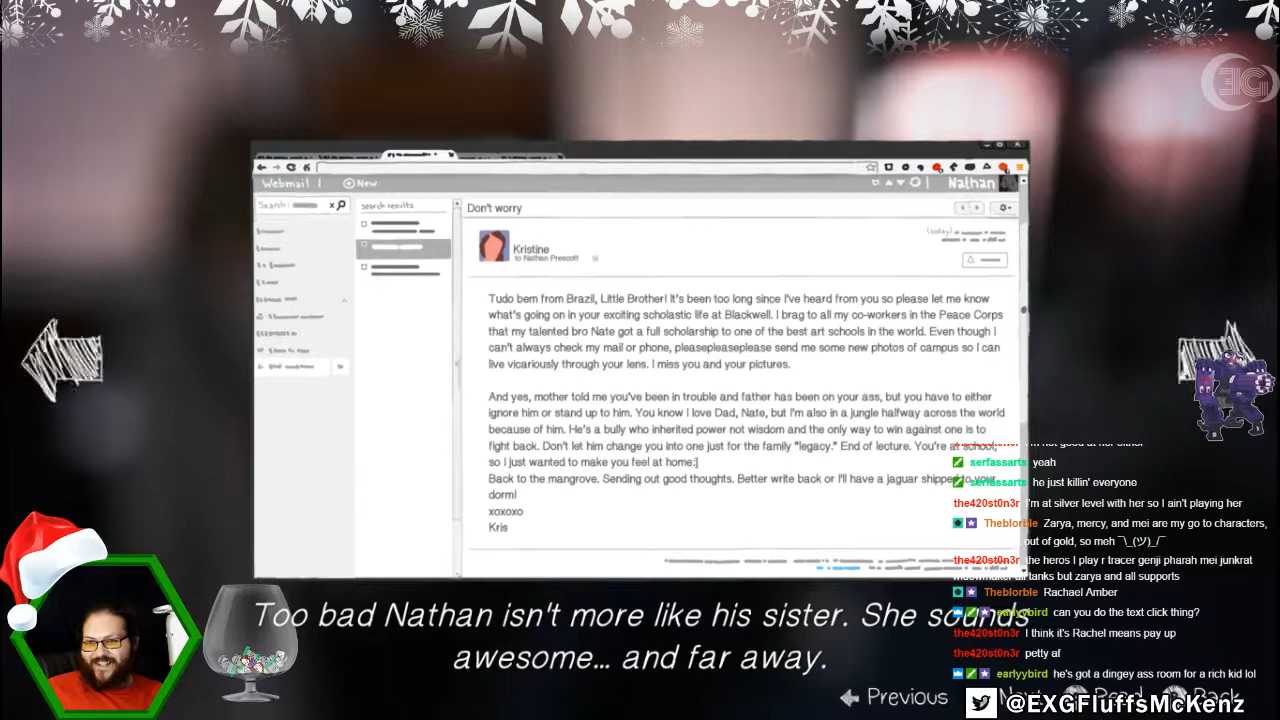 Webmail | New Nathan
Search: search results Don't worry
Kristine
to Nathan Prescott
(today)
Tudo bem from Brazil, Little Brother! It's been too long since I've heard from you so please let me know
what's going on in your exciting scholastic life at Blackwell. I brag to all my co-workers in the Peace Corps
that my talented bro Nate got a full scholarship to one of the best art schools in the world. Even though I
can't always check my mail or phone, pleasepleaseplease send me some new photos of campus so I can
live vicariously through your lens. I miss you and your pictures.
And yes, mother told me you've been in trouble and father has been on your ass, but you have to either
ignore him or stand up to him. You know I love Dad, Nate, but I'm also in a jungle halfway across the world
because of him. He's a bully who inherited power not wisdom and the only way to win against one is to
fight back. Don't let him change you into one just for the family "legacy." End of lecture. You're at school,
so I just wanted to make you feel at home:]
Back to the mangrove. Sending out good thoughts. Better write back or I'll have a jaguar shipped to your
dorm!
xoxoxo
Kris
Too bad Nathan isn't more like his sister. She sounds
awesome... and far away.
serfassarts yeah
serfassarts he just killin' everyone
the420st0n3r I'm at silver level with her so I ain't playing her
Theblorble Zarya, mercy, and mei are my go to characters,
out of gold, so meh ¯\_(ツ)_/¯
the420st0n3r the heros I play r tracer genji pharah mei junkrat
widowmaker all tanks but zarya and all supports
Theblorble Rachael Amber
earlyybird can you do the text click thing?
the420st0n3r I think it's Rachel means pay up
the420st0n3r petty af
earlyybird he's got a dingey ass room for a rich kid lol
Previous Next Back
@EXGFluffsMcKenz